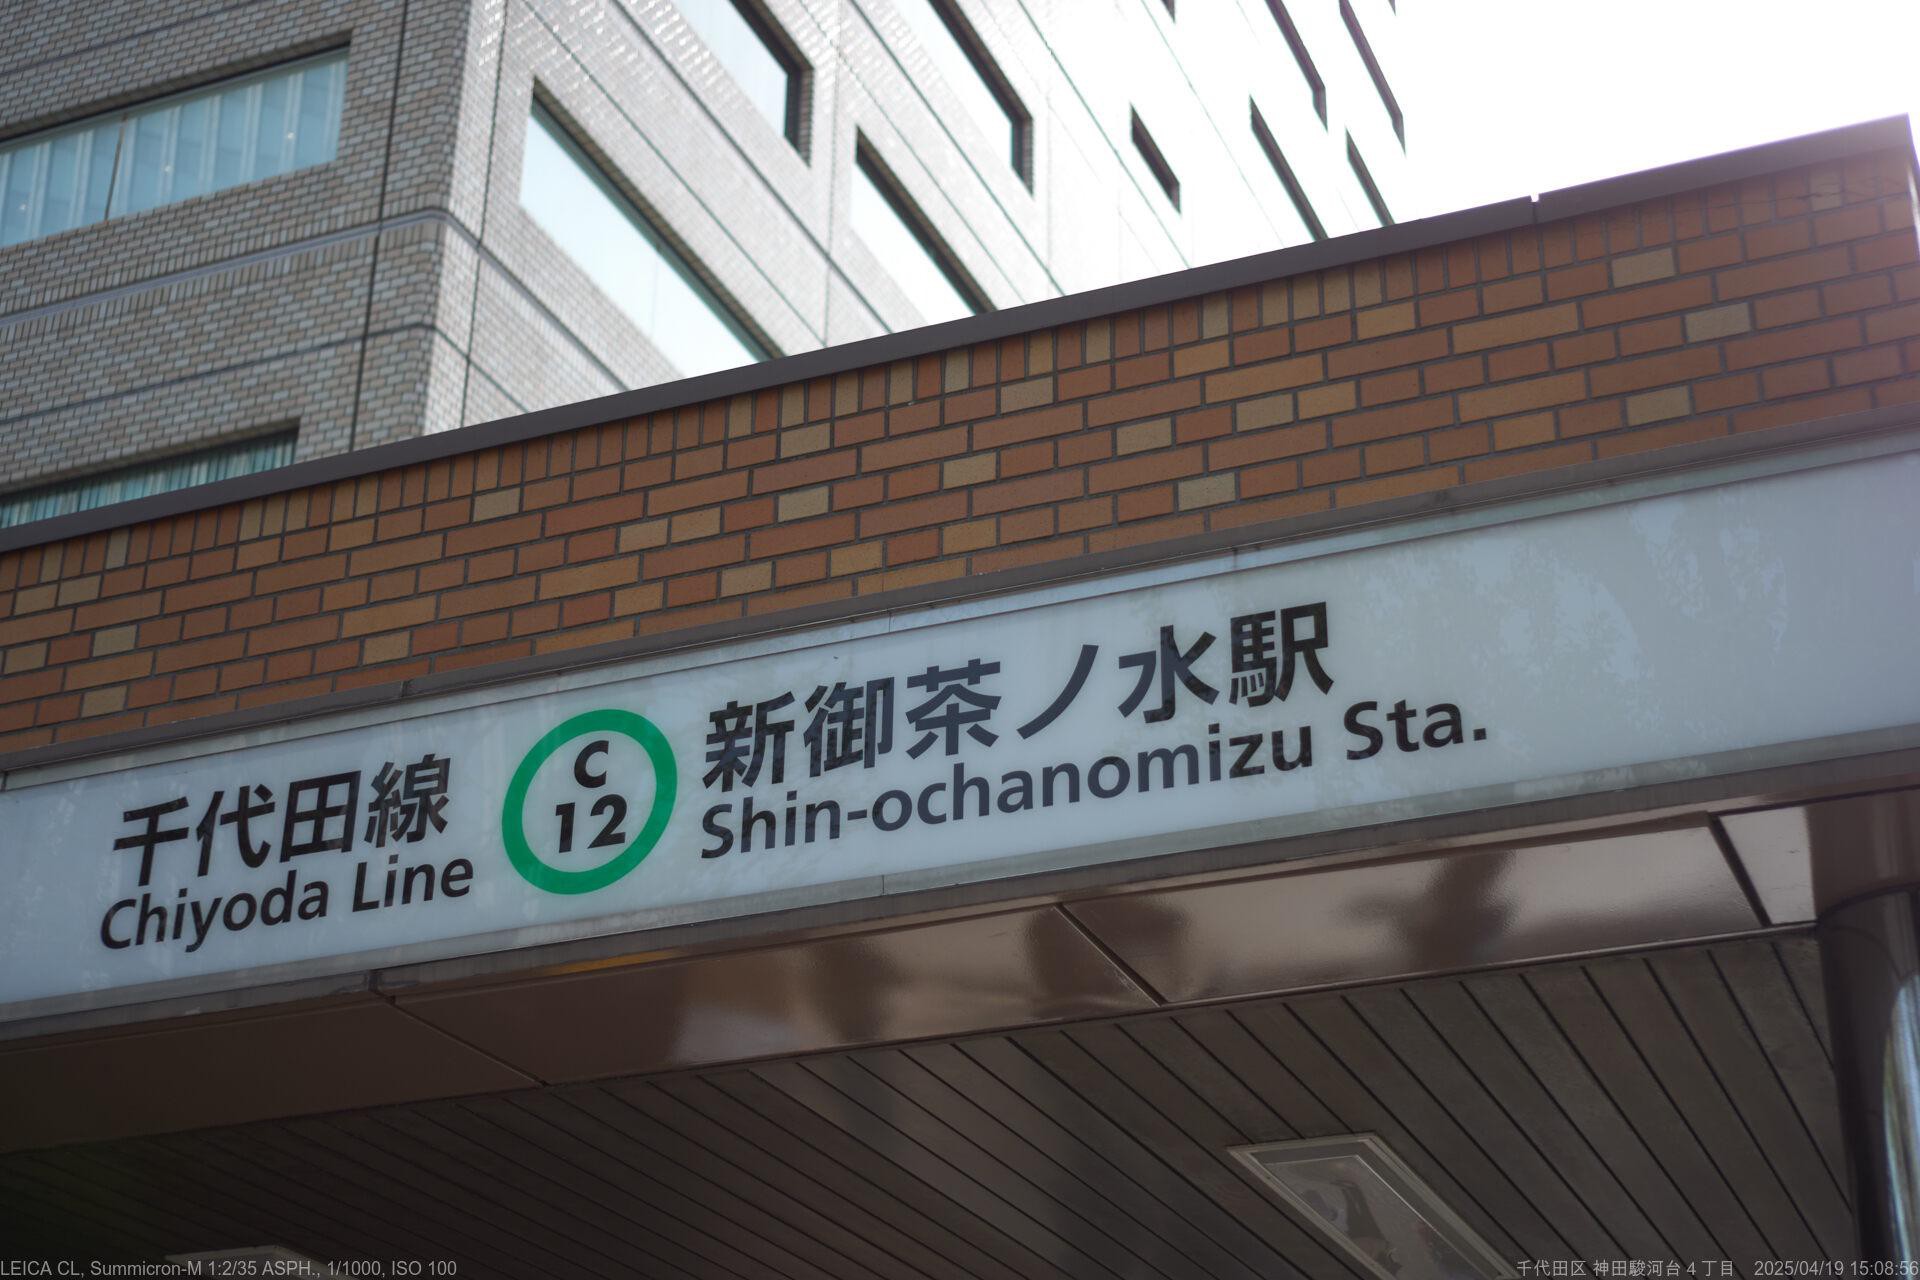 千代田線
Chiyoda Line
C
12
新御茶ノ水駅
Shin-ochanomizu Sta.
LEICA CL, Summicron-M 1:2/35 ASPH., 1/1000, ISO 100
千代田区 神田駿河台4丁目 2025/04/19 15:08:56